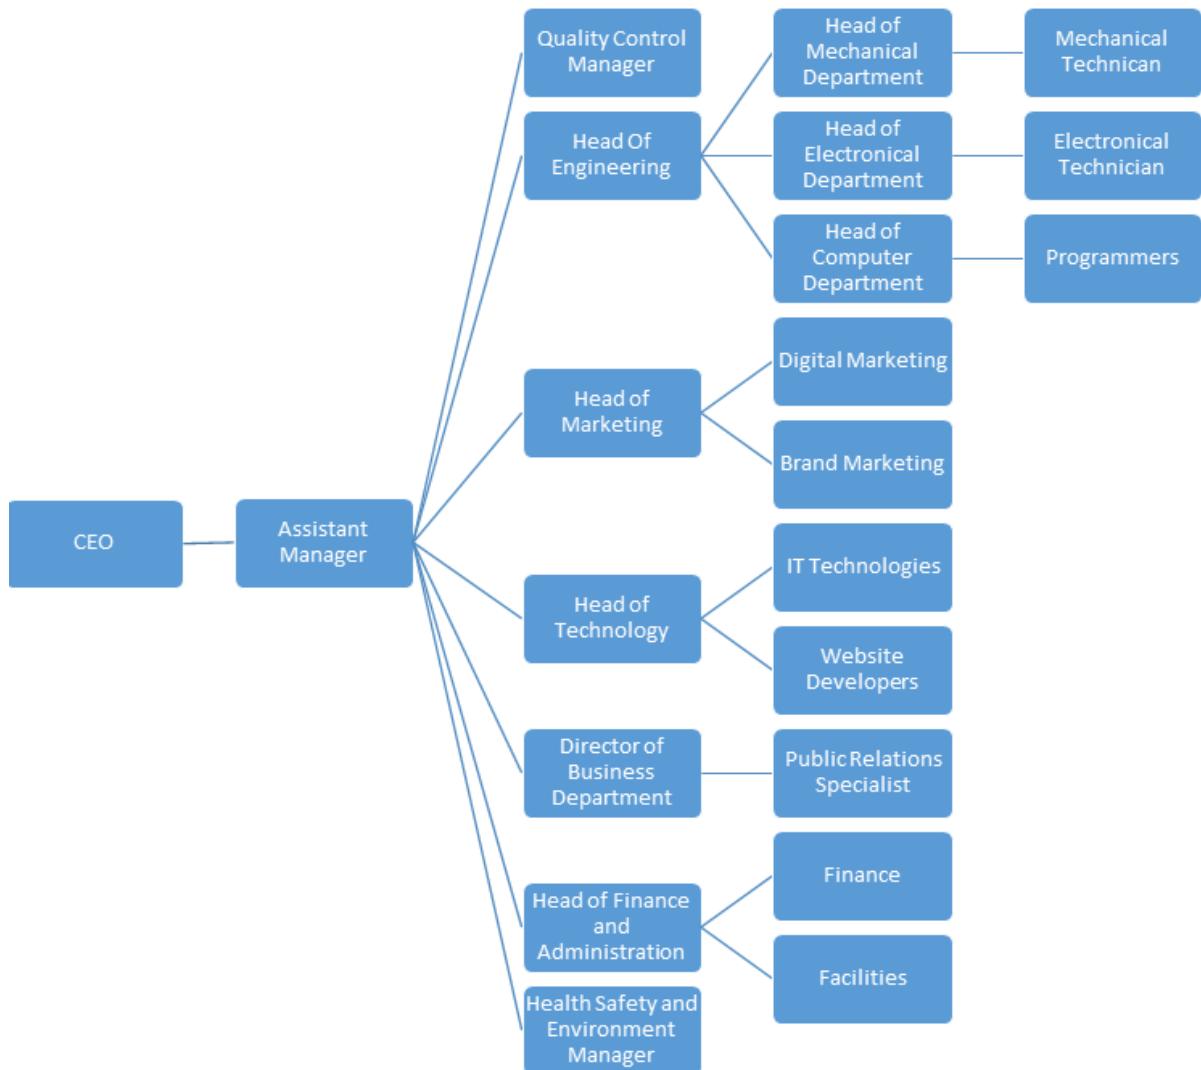 Quality Control
Manager
Head of
Mechanical
Department
Mechanical
Technican
Head Of
Engineering
Head of
Electronical
Department
Electronical
Technician
Head of
Computer
Department
Programmers
Head of
Marketing
Digital Marketing
Brand Marketing
CEO
Assistant
Manager
Head of
Technology
IT Technologies
Website
Developers
Director of
Business
Department
Public Relations
Specialist
Head of Finance
and
Administration
Finance
Facilities
Health Safety and
Environment
Manager